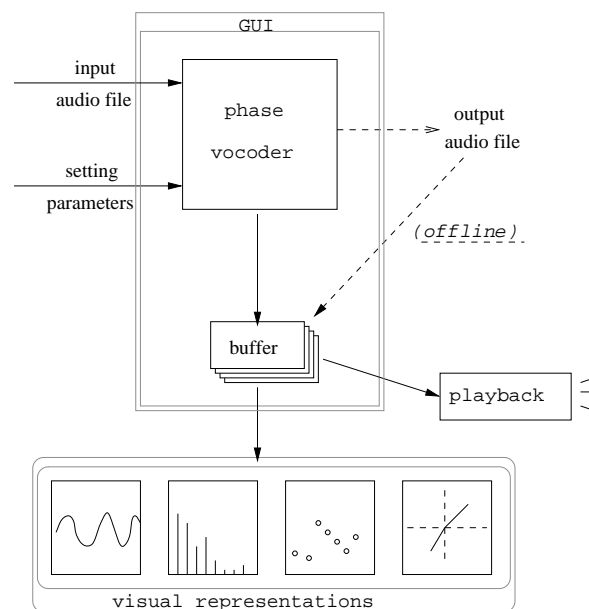 GUI
input
audio file
phase
vocoder
output
audio file
setting
parameters
(offline)
buffer
playback
visual representations